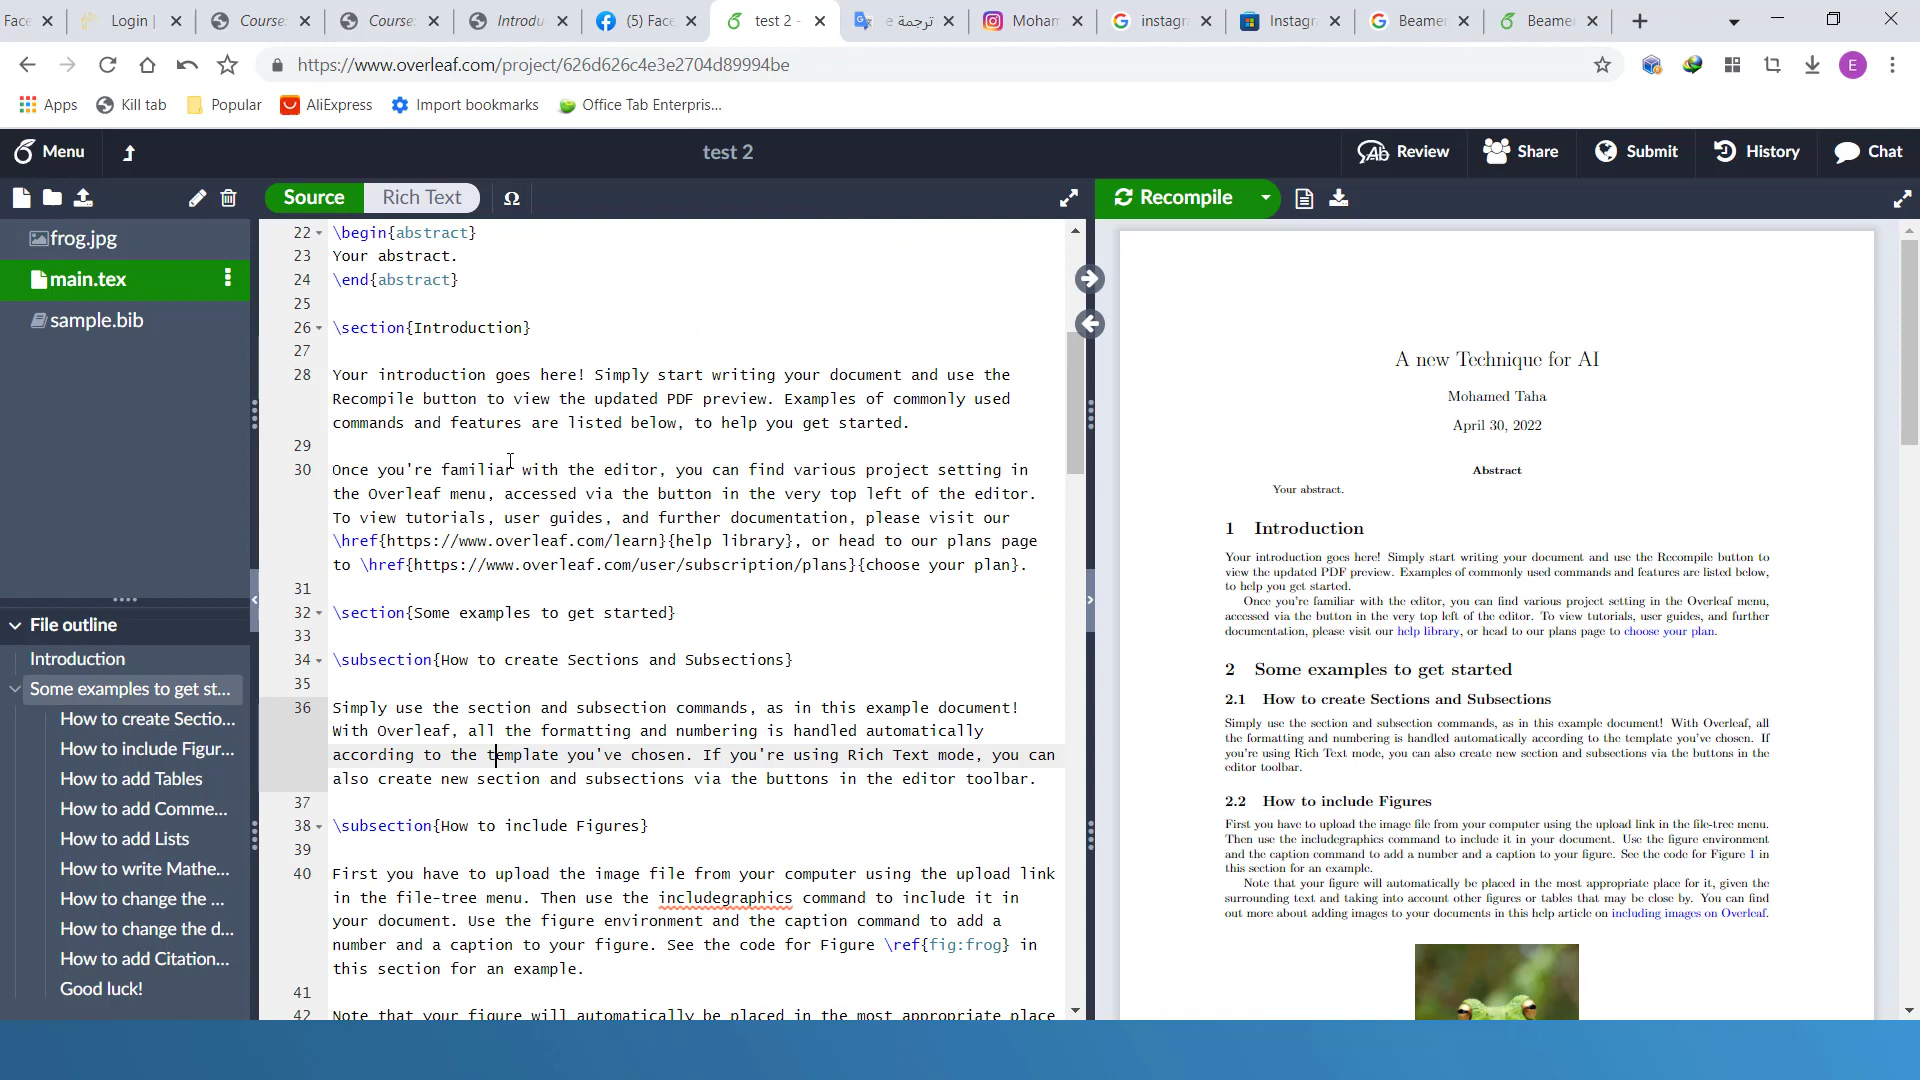 Face
Login |
Course:
Course:
Introdu
(5) Face
test 2 -
ترجمة e
Moham
instagr
Instagr
Beamer
Beamer
https://www.overleaf.com/project/626d626c4e3e2704d89994be
E
Apps
Kill tab
Popular
AliExpress
Import bookmarks
Office Tab Enterpris...
Menu
test 2
Review
Share
Submit
History
Chat
Source
Rich Text
Ω
Recompile
frog.jpg
main.tex
sample.bib
File outline
Introduction
Some examples to get st...
How to create Sectio...
How to include Figur...
How to add Tables
How to add Comme...
How to add Lists
How to write Mathe...
How to change the ...
How to change the d...
How to add Citation...
Good luck!
22 \begin{abstract}
23 Your abstract.
24 \end{abstract}
25
26 \section{Introduction}
27
28 Your introduction goes here! Simply start writing your document and use the
Recompile button to view the updated PDF preview. Examples of commonly used
commands and features are listed below, to help you get started.
29
30 Once you're familiar with the editor, you can find various project setting in
the Overleaf menu, accessed via the button in the very top left of the editor.
To view tutorials, user guides, and further documentation, please visit our
\href{https://www.overleaf.com/learn}{help library}, or head to our plans page
to \href{https://www.overleaf.com/user/subscription/plans}{choose your plan}.
31
32 \section{Some examples to get started}
33
34 \subsection{How to create Sections and Subsections}
35
36 Simply use the section and subsection commands, as in this example document!
With Overleaf, all the formatting and numbering is handled automatically
according to the template you've chosen. If you're using Rich Text mode, you can
also create new section and subsections via the buttons in the editor toolbar.
37
38 \subsection{How to include Figures}
39
40 First you have to upload the image file from your computer using the upload link
in the file-tree menu. Then use the includegraphics command to include it in
your document. Use the figure environment and the caption command to add a
number and a caption to your figure. See the code for Figure \ref{fig:frog} in
this section for an example.
41
42 Note that your figure will automatically be placed in the most appropriate place
A new Technique for AI
Mohamed Taha
April 30, 2022
Abstract
Your abstract.
1 Introduction
Your introduction goes here! Simply start writing your document and use the Recompile button to
view the updated PDF preview. Examples of commonly used commands and features are listed below,
to help you get started.
Once you're familiar with the editor, you can find various project setting in the Overleaf menu,
accessed via the button in the very top left of the editor. To view tutorials, user guides, and further
documentation, please visit our help library, or head to our plans page to choose your plan.
2 Some examples to get started
2.1 How to create Sections and Subsections
Simply use the section and subsection commands, as in this example document! With Overleaf, all
the formatting and numbering is handled automatically according to the template you've chosen. If
you're using Rich Text mode, you can also create new section and subsections via the buttons in the
editor toolbar.
2.2 How to include Figures
First you have to upload the image file from your computer using the upload link in the file-tree menu.
Then use the includegraphics command to include it in your document. Use the figure environment
and the caption command to add a number and a caption to your figure. See the code for Figure 1 in
this section for an example.
Note that your figure will automatically be placed in the most appropriate place for it, given the
surrounding text and taking into account other figures or tables that may be close by. You can find
out more about adding images to your documents in this help article on including images on Overleaf.